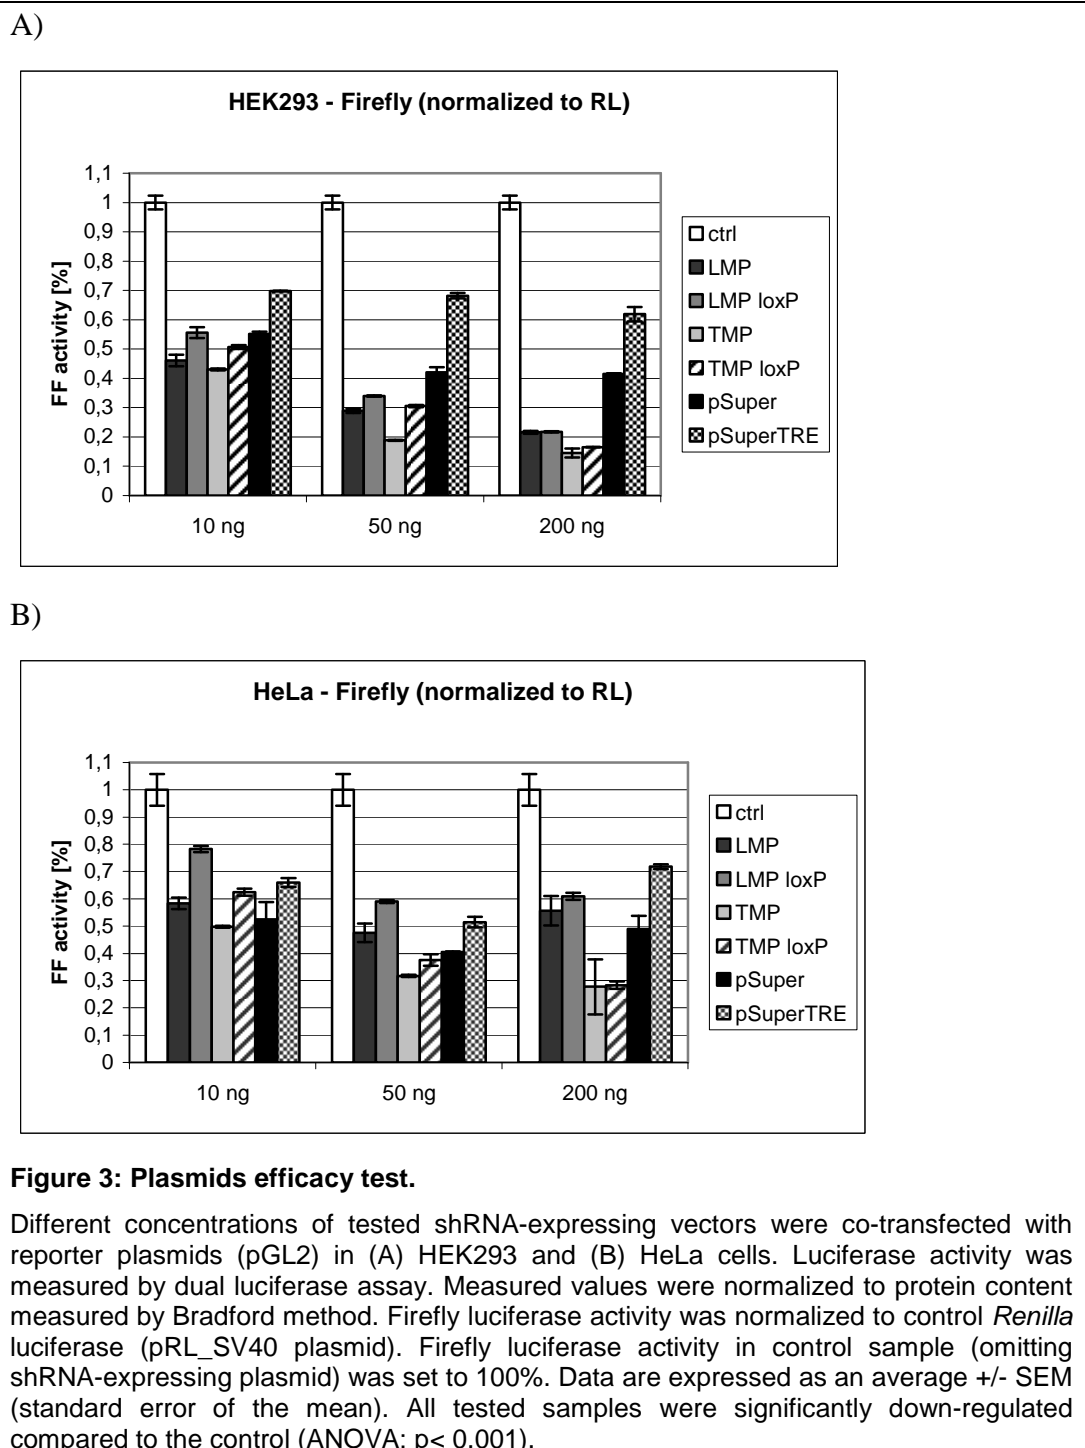 A)
HEK293 - Firefly (normalized to RL)
FF activity [%]
1,1
1
0,9
0,8
0,7
0,6
0,5
0,4
0,3
0,2
0,1
0
10 ng
50 ng
200 ng
ctrl
LMP
LMP loxP
TMP
TMP loxP
pSuper
pSuperTRE
B)
HeLa - Firefly (normalized to RL)
FF activity [%]
1,1
1
0,9
0,8
0,7
0,6
0,5
0,4
0,3
0,2
0,1
0
10 ng
50 ng
200 ng
ctrl
LMP
LMP loxP
TMP
TMP loxP
pSuper
pSuperTRE
Figure 3: Plasmids efficacy test.
Different concentrations of tested shRNA-expressing vectors were co-transfected with
reporter plasmids (pGL2) in (A) HEK293 and (B) HeLa cells. Luciferase activity was
measured by dual luciferase assay. Measured values were normalized to protein content
measured by Bradford method. Firefly luciferase activity was normalized to control Renilla
luciferase (pRL_SV40 plasmid). Firefly luciferase activity in control sample (omitting
shRNA-expressing plasmid) was set to 100%. Data are expressed as an average +/- SEM
(standard error of the mean). All tested samples were significantly down-regulated
compared to the control (ANOVA; p< 0.001).